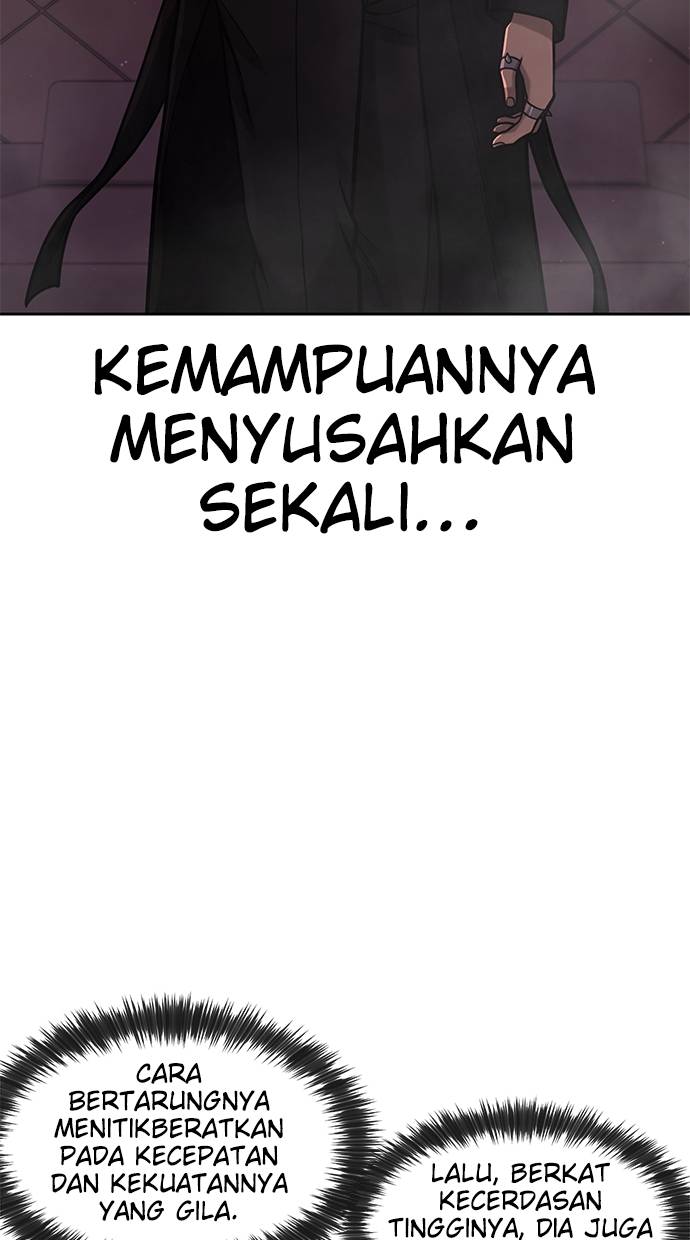 KEMAMPUANNYA
MENYUSAHKAN
SEKALI...
CARA
BERTARUNGNYA
MENITIKBERATKAN
PADA KECEPATAN
DAN KEKUATANNYA
YANG GILA.
LALU, BERKAT
KECERDASAN
TINGGINYA, DIA JUGA